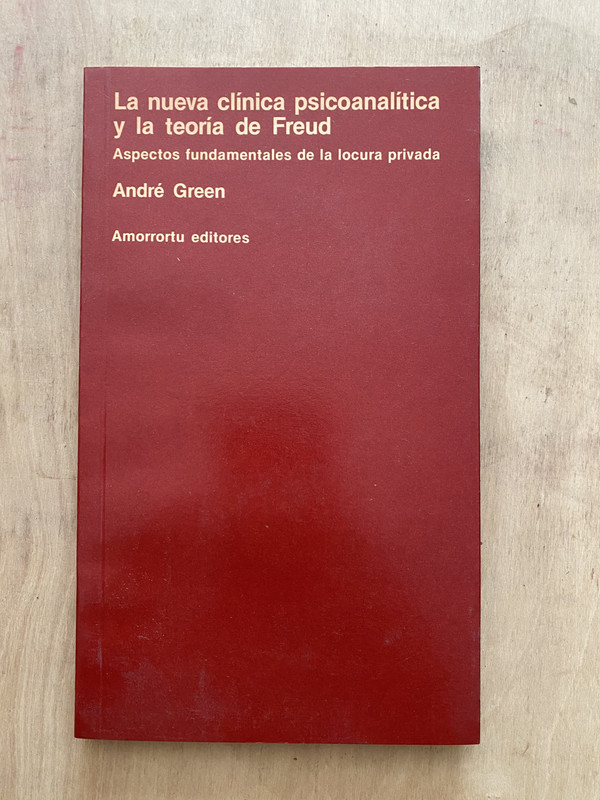 La nueva clínica psicoanalítica
y la teoría de Freud
Aspectos fundamentales de la locura privada
André Green
Amorrortu editores